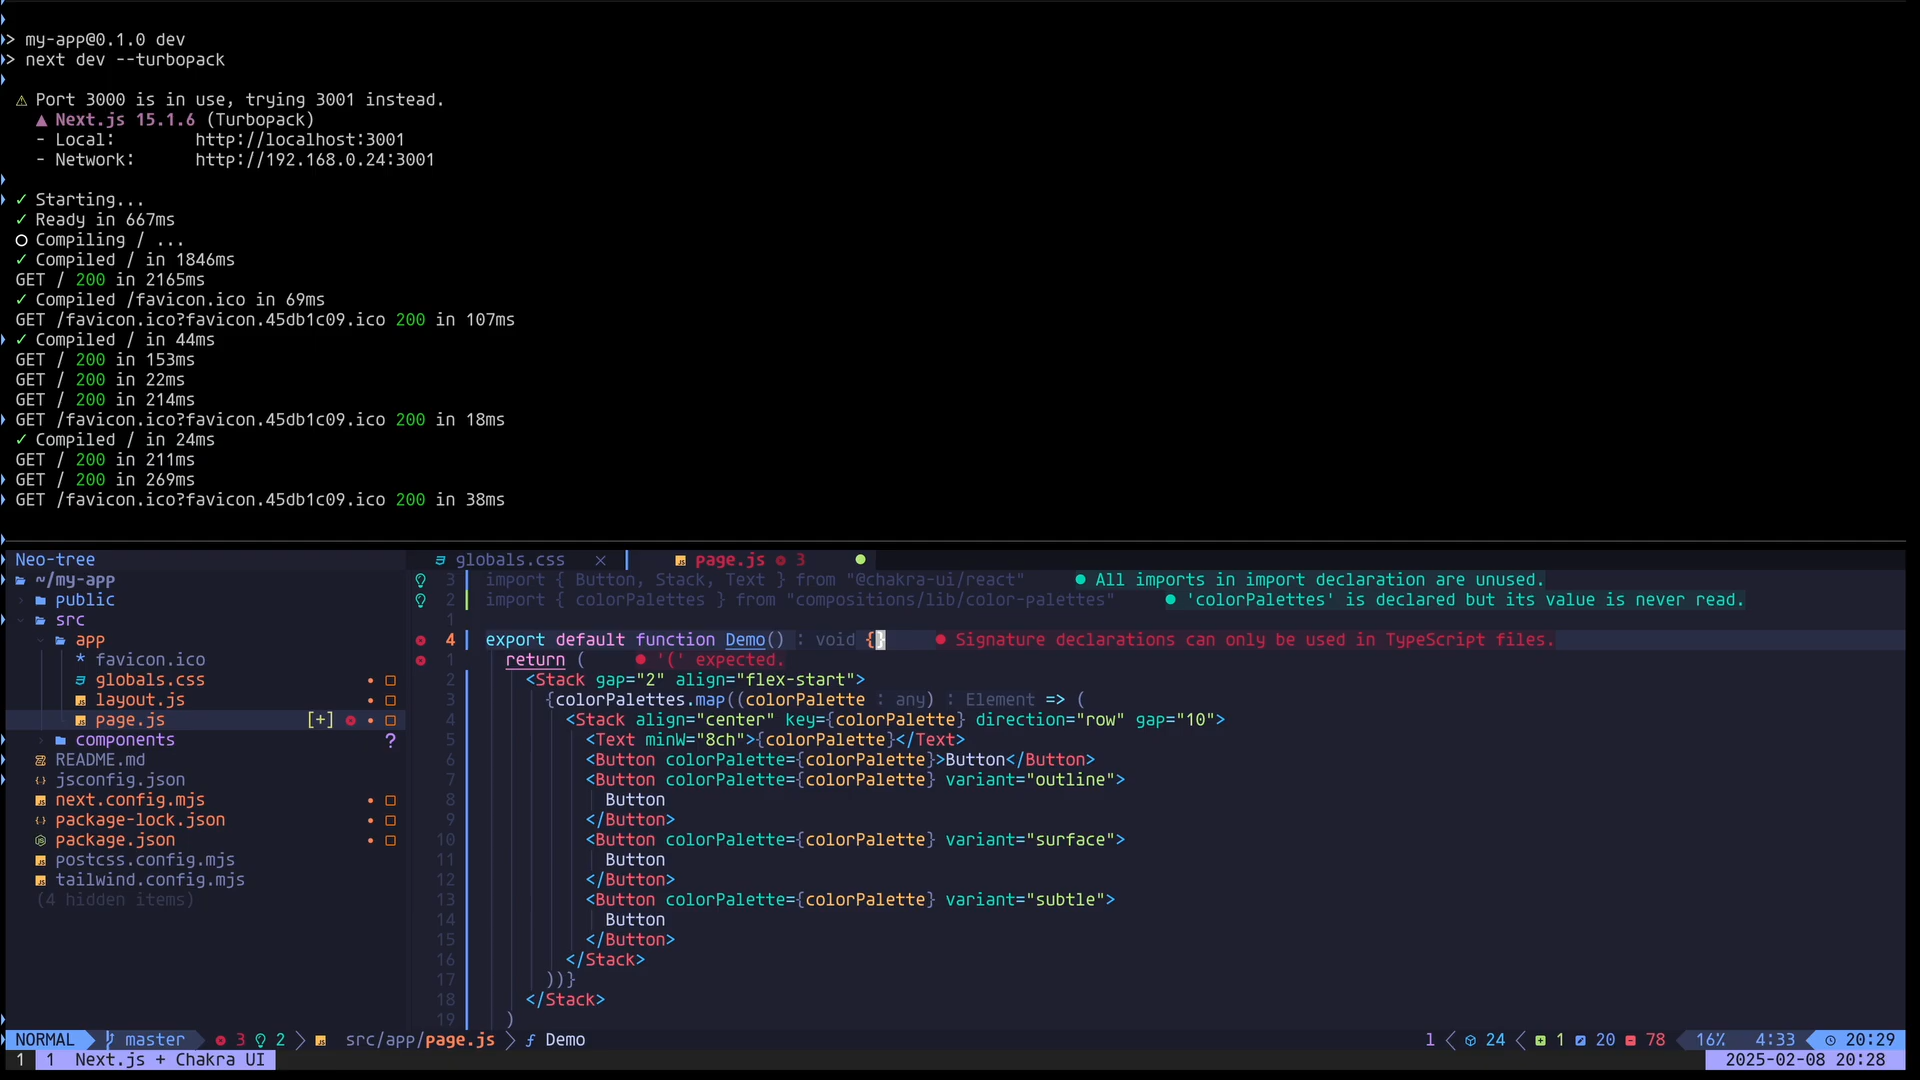 > my-app@0.1.0 dev
> next dev --turbopack
⚠ Port 3000 is in use, trying 3001 instead.
▲ Next.js 15.1.6 (Turbopack)
- Local: http://localhost:3001
- Network: http://192.168.0.24:3001
✓ Starting...
✓ Ready in 667ms
○ Compiling / ...
✓ Compiled / in 1846ms
GET / 200 in 2165ms
✓ Compiled /favicon.ico in 69ms
GET /favicon.ico?favicon.45db1c09.ico 200 in 107ms
✓ Compiled / in 44ms
GET / 200 in 153ms
GET / 200 in 22ms
GET / 200 in 214ms
GET /favicon.ico?favicon.45db1c09.ico 200 in 18ms
✓ Compiled / in 24ms
GET / 200 in 211ms
GET / 200 in 269ms
GET /favicon.ico?favicon.45db1c09.ico 200 in 38ms
Neo-tree
~/my-app
public
src
app
favicon.ico
globals.css
layout.js
page.js [+]
components ?
README.md
jsconfig.json
next.config.mjs
package-lock.json
package.json
postcss.config.mjs
tailwind.config.mjs
(4 hidden items)
globals.css × page.js 3
3 import { Button, Stack, Text } from "@chakra-ui/react" ● All imports in import declaration are unused.
2 import { colorPalettes } from "compositions/lib/color-palettes" ● 'colorPalettes' is declared but its value is never read.
1
4 export default function Demo() : void {} ● Signature declarations can only be used in TypeScript files.
1 return ( ● '(' expected.
2 <Stack gap="2" align="flex-start">
3 {colorPalettes.map((colorPalette : any) : Element => (
4 <Stack align="center" key={colorPalette} direction="row" gap="10">
5 <Text minW="8ch">{colorPalette}</Text>
6 <Button colorPalette={colorPalette}>Button</Button>
7 <Button colorPalette={colorPalette} variant="outline">
8 Button
9 </Button>
10 <Button colorPalette={colorPalette} variant="surface">
11 Button
12 </Button>
13 <Button colorPalette={colorPalette} variant="subtle">
14 Button
15 </Button>
16 </Stack>
17 ))}
18 </Stack>
19 )
NORMAL master 3 2 src/app/page.js ƒ Demo 1 24 1 20 78 16% 4:33 20:29
1 1 Next.js + Chakra UI 2025-02-08 20:28